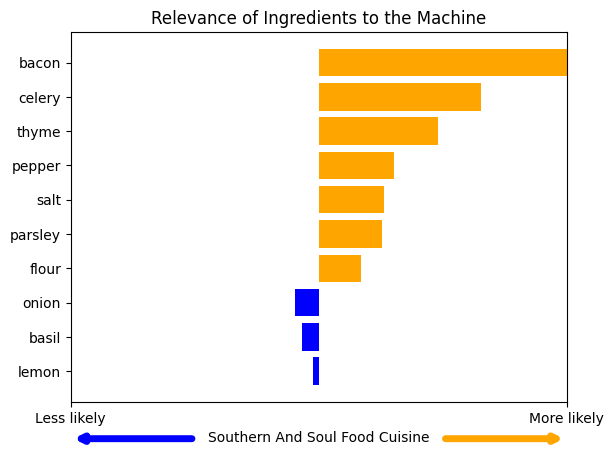 Relevance of Ingredients to the Machine
bacon
celery
thyme
pepper
salt
parsley
flour
onion
basil
lemon
Less likely More likely
Southern And Soul Food Cuisine